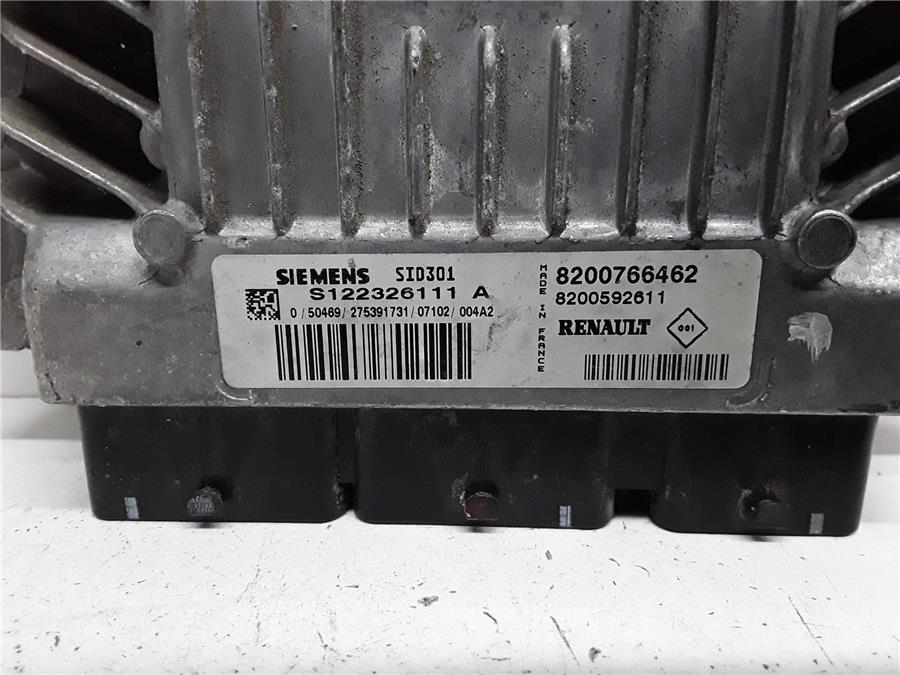 SIEMENS SID301
S122326111 A
0 / 50469 / 275391731 / 07102 / 004A2
MADE IN FRANCE
8200766462
8200592611
RENAULT 001